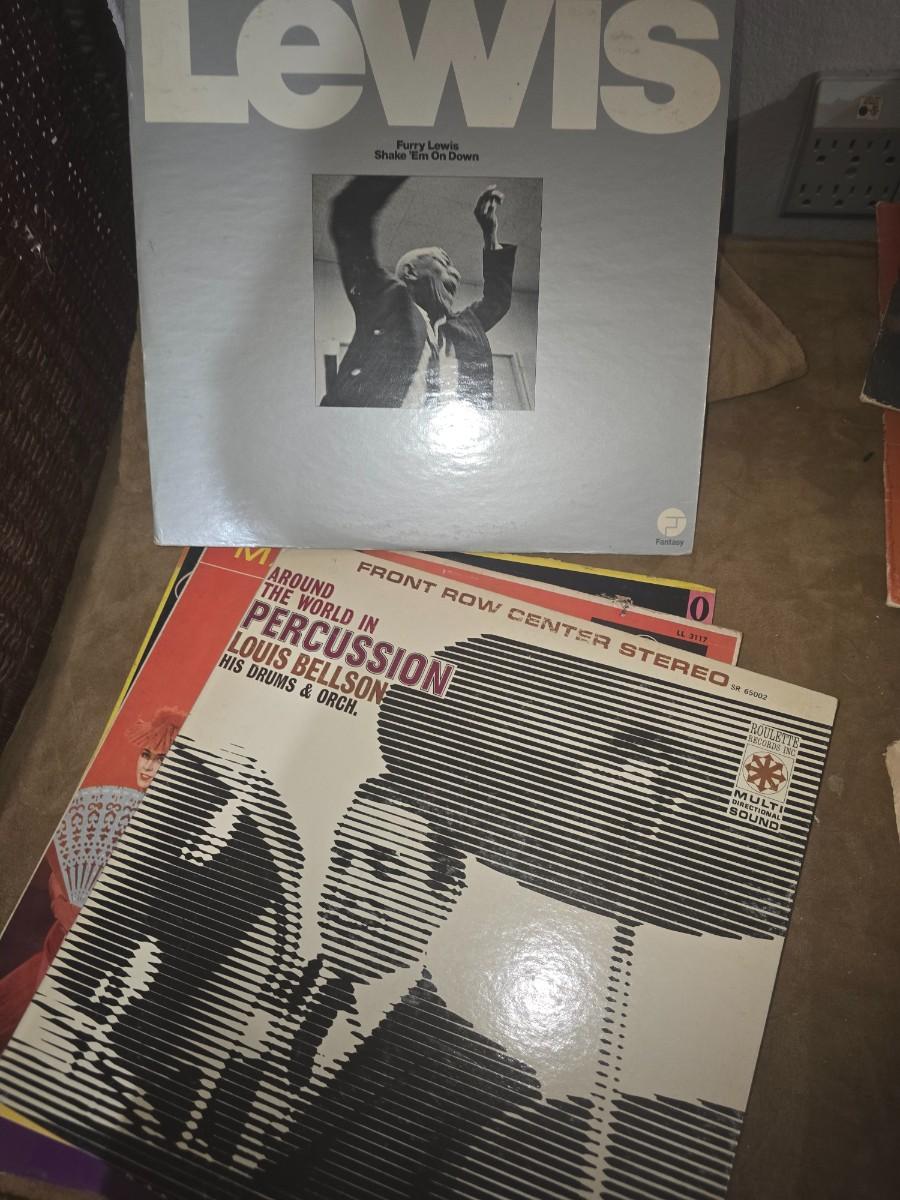 Lewis
Furry Lewis
Shake 'Em On Down
Fantasy
M
O
LL 3117
FRONT ROW CENTER STEREO
SR 65002
AROUND
THE WORLD IN
PERCUSSION
LOUIS BELLSON
HIS DRUMS & ORCH.
ROULETTE
RECORDS INC
MULTI
DIRECTIONAL
SOUND